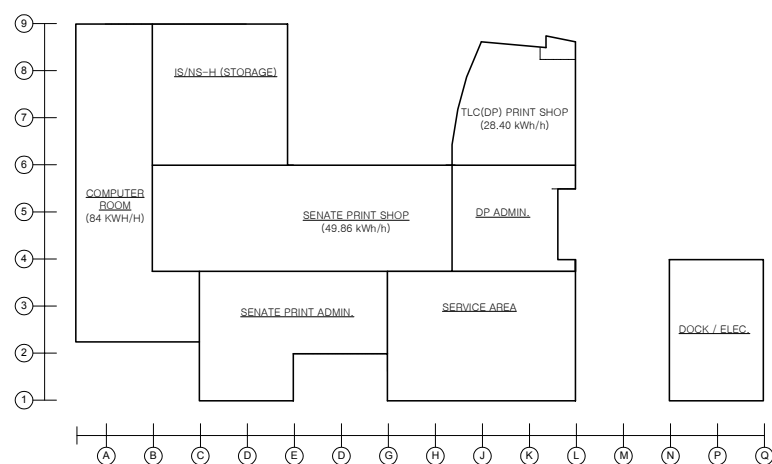 9
8
7
6
5
4
3
2
1
IS/NS-H (STORAGE)
TLC(DP) PRINT SHOP
(28.40 kWh/h)
COMPUTER
ROOM
(84 KWH/H)
SENATE PRINT SHOP
(49.86 kWh/h)
DP ADMIN.
SENATE PRINT ADMIN.
SERVICE AREA
DOCK / ELEC.
A B C D E D G H J K L M N P Q